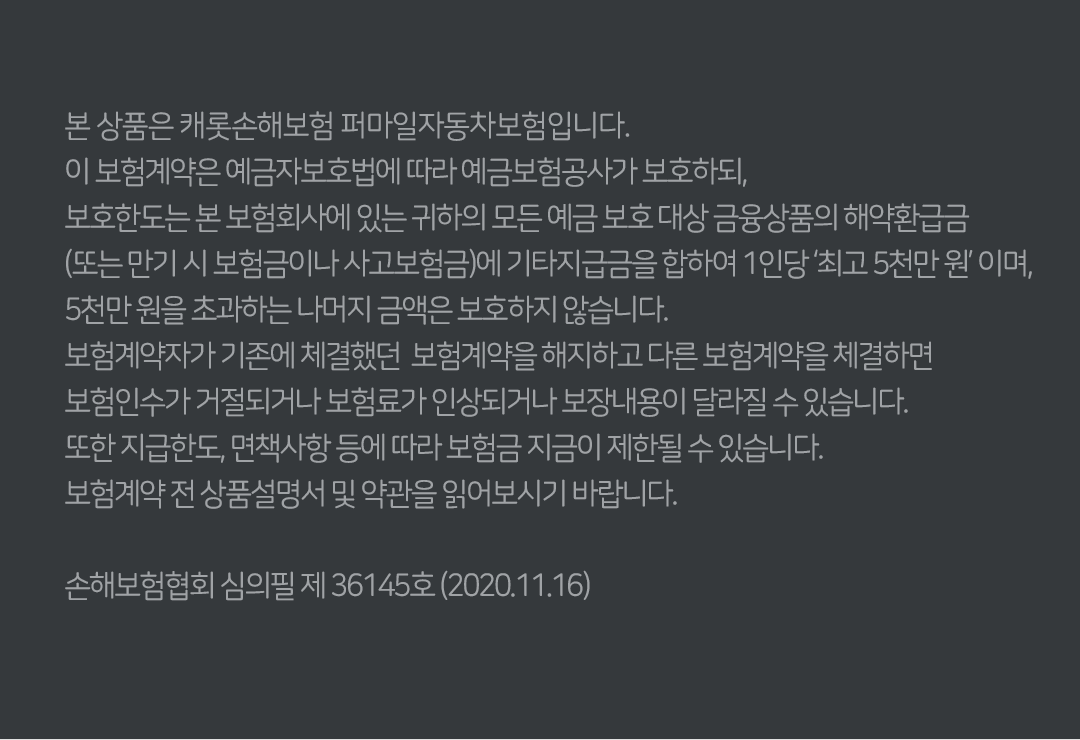 본 상품은 캐롯손해보험 퍼마일자동차보험입니다.
이 보험계약은 예금자보호법에 따라 예금보험공사가 보호하되,
보호한도는 본 보험회사에 있는 귀하의 모든 예금 보호 대상 금융상품의 해약환급금
(또는 만기 시 보험금이나 사고보험금)에 기타지급금을 합하여 1인당 ‘최고 5천만 원’ 이며,
5천만 원을 초과하는 나머지 금액은 보호하지 않습니다.
보험계약자가 기존에 체결했던 보험계약을 해지하고 다른 보험계약을 체결하면
보험인수가 거절되거나 보험료가 인상되거나 보장내용이 달라질 수 있습니다.
또한 지급한도, 면책사항 등에 따라 보험금 지금이 제한될 수 있습니다.
보험계약 전 상품설명서 및 약관을 읽어보시기 바랍니다.
손해보험협회 심의필 제 36145호 (2020.11.16)